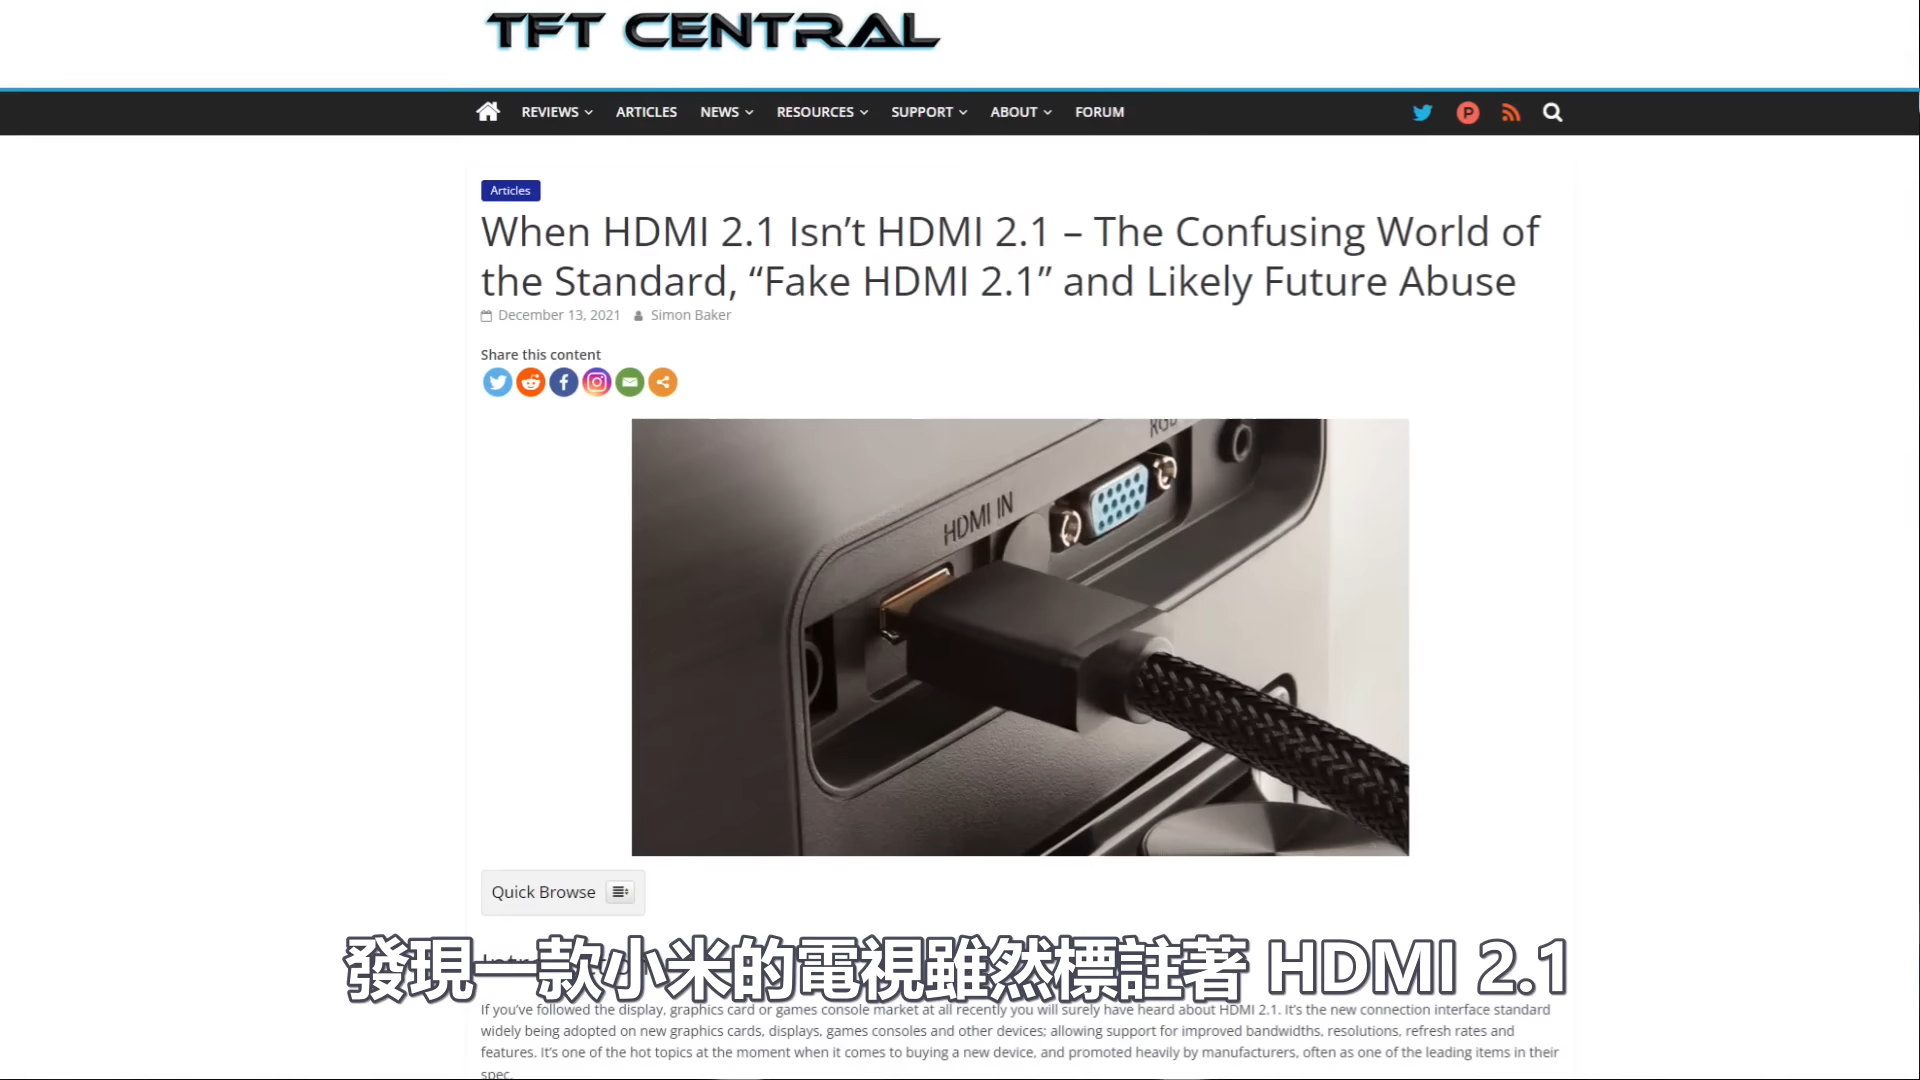 TFT CENTRAL
REVIEWS ARTICLES NEWS RESOURCES SUPPORT ABOUT FORUM
Articles
When HDMI 2.1 Isn’t HDMI 2.1 – The Confusing World of
the Standard, “Fake HDMI 2.1” and Likely Future Abuse
December 13, 2021 Simon Baker
Share this content
RGB
HDMI IN
Quick Browse
發現一款小米的電視雖然標註著 HDMI 2.1
If you’ve followed the display, graphics card or games console market at all recently you will surely have heard about HDMI 2.1. It’s the new connection interface standard
widely being adopted on new graphics cards, displays, games consoles and other devices; allowing support for improved bandwidths, resolutions, refresh rates and
features. It’s one of the hot topics at the moment when it comes to buying a new device, and promoted heavily by manufacturers, often as one of the leading items in their
spec.